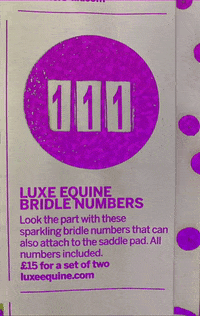 111
LUXE EQUINE
BRIDLE NUMBERS
Look the part with these
sparkling bridle numbers that can
also attach to the saddle pad. All
numbers included.
£15 for a set of two
luxeequine.com